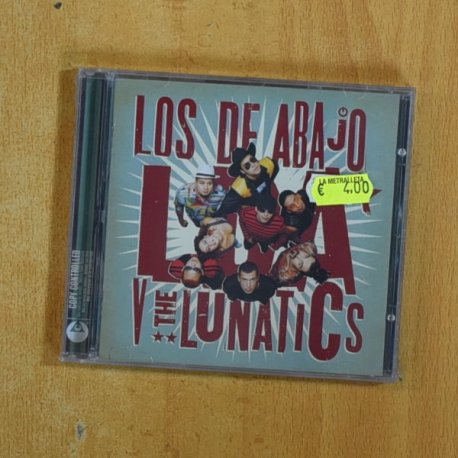 LOS DE ABAJO
LDA
LA METRALLETA
€ 4,00
Y THE LUNATICS
COPY CONTROLLED